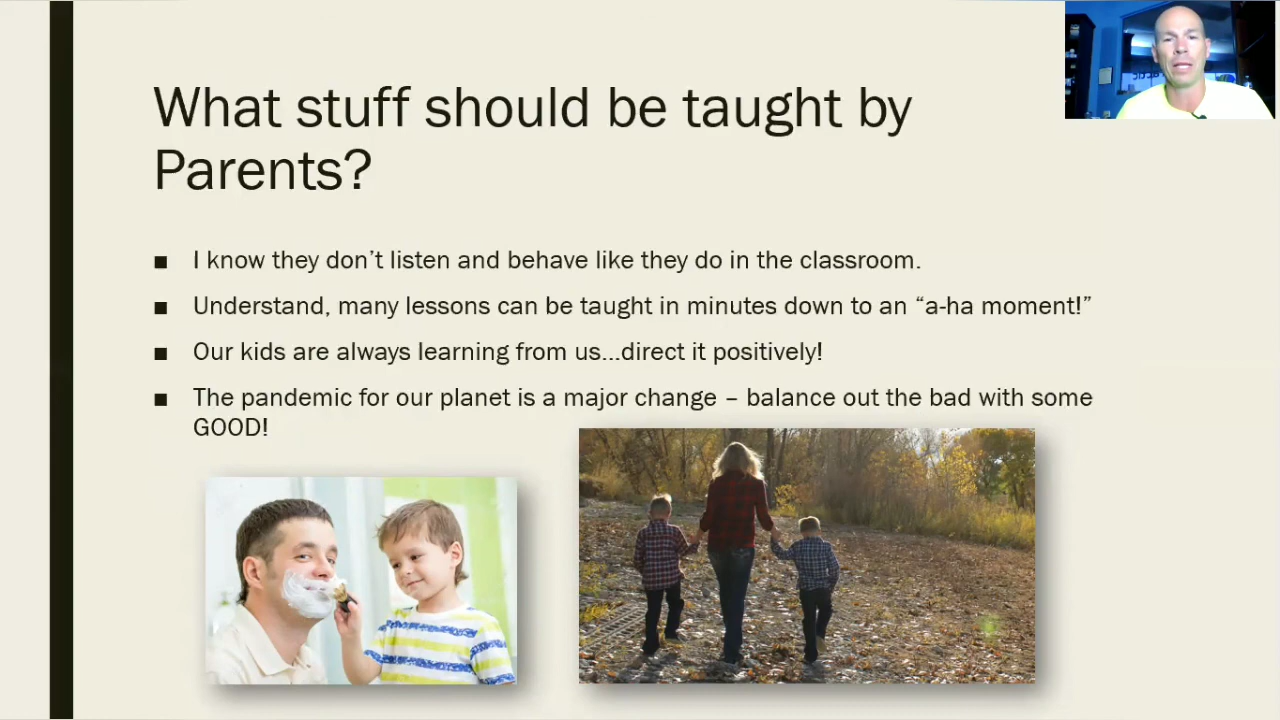 What stuff should be taught by
Parents?
■ I know they don’t listen and behave like they do in the classroom.
■ Understand, many lessons can be taught in minutes down to an “a-ha moment!”
■ Our kids are always learning from us…direct it positively!
■ The pandemic for our planet is a major change – balance out the bad with some
GOOD!